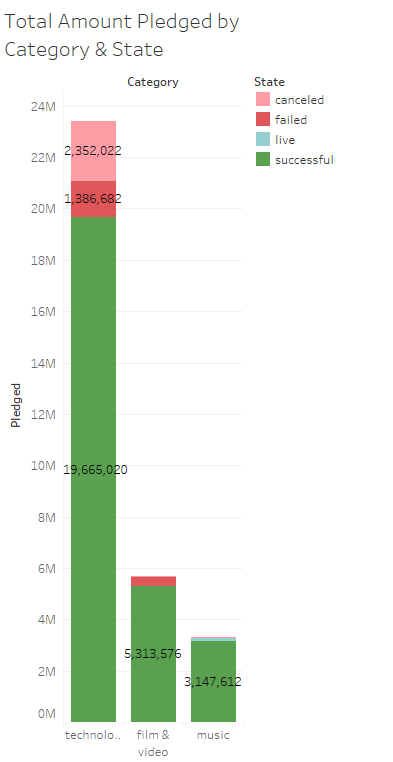 Total Amount Pledged by
Category & State
Category
State
canceled
failed
live
successful
Pledged
24M
22M
20M
18M
16M
14M
12M
10M
8M
6M
4M
2M
0M
2,352,022
1,386,682
19,665,020
5,313,576
3,147,612
technolo..
film &
video
music